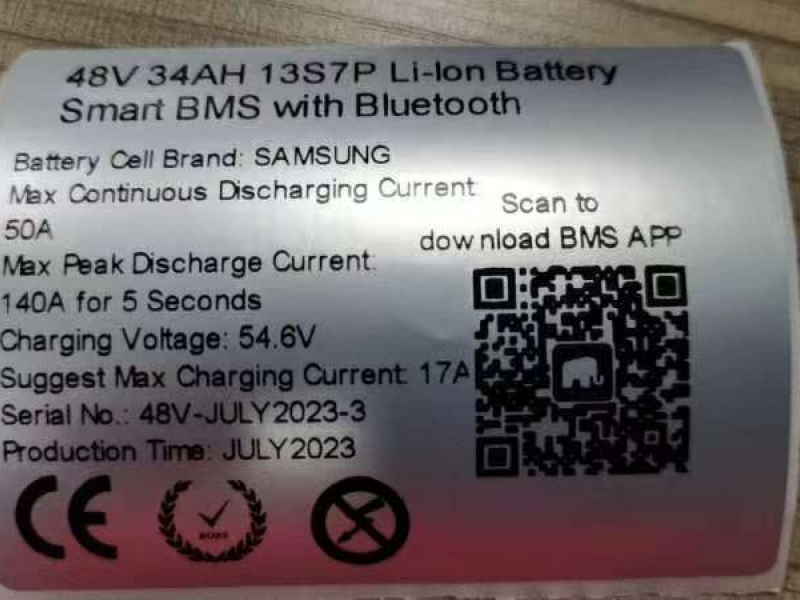 48V 34AH 13S7P Li-Ion Battery
Smart BMS with Bluetooth
Battery Cell Brand: SAMSUNG
Max Continuous Discharging Current:
50A
Max Peak Discharge Current:
140A for 5 Seconds
Charging Voltage: 54.6V
Suggest Max Charging Current: 17A
Serial No.: 48V-JULY2023-3
Production Time: JULY2023
Scan to
download BMS APP
CE